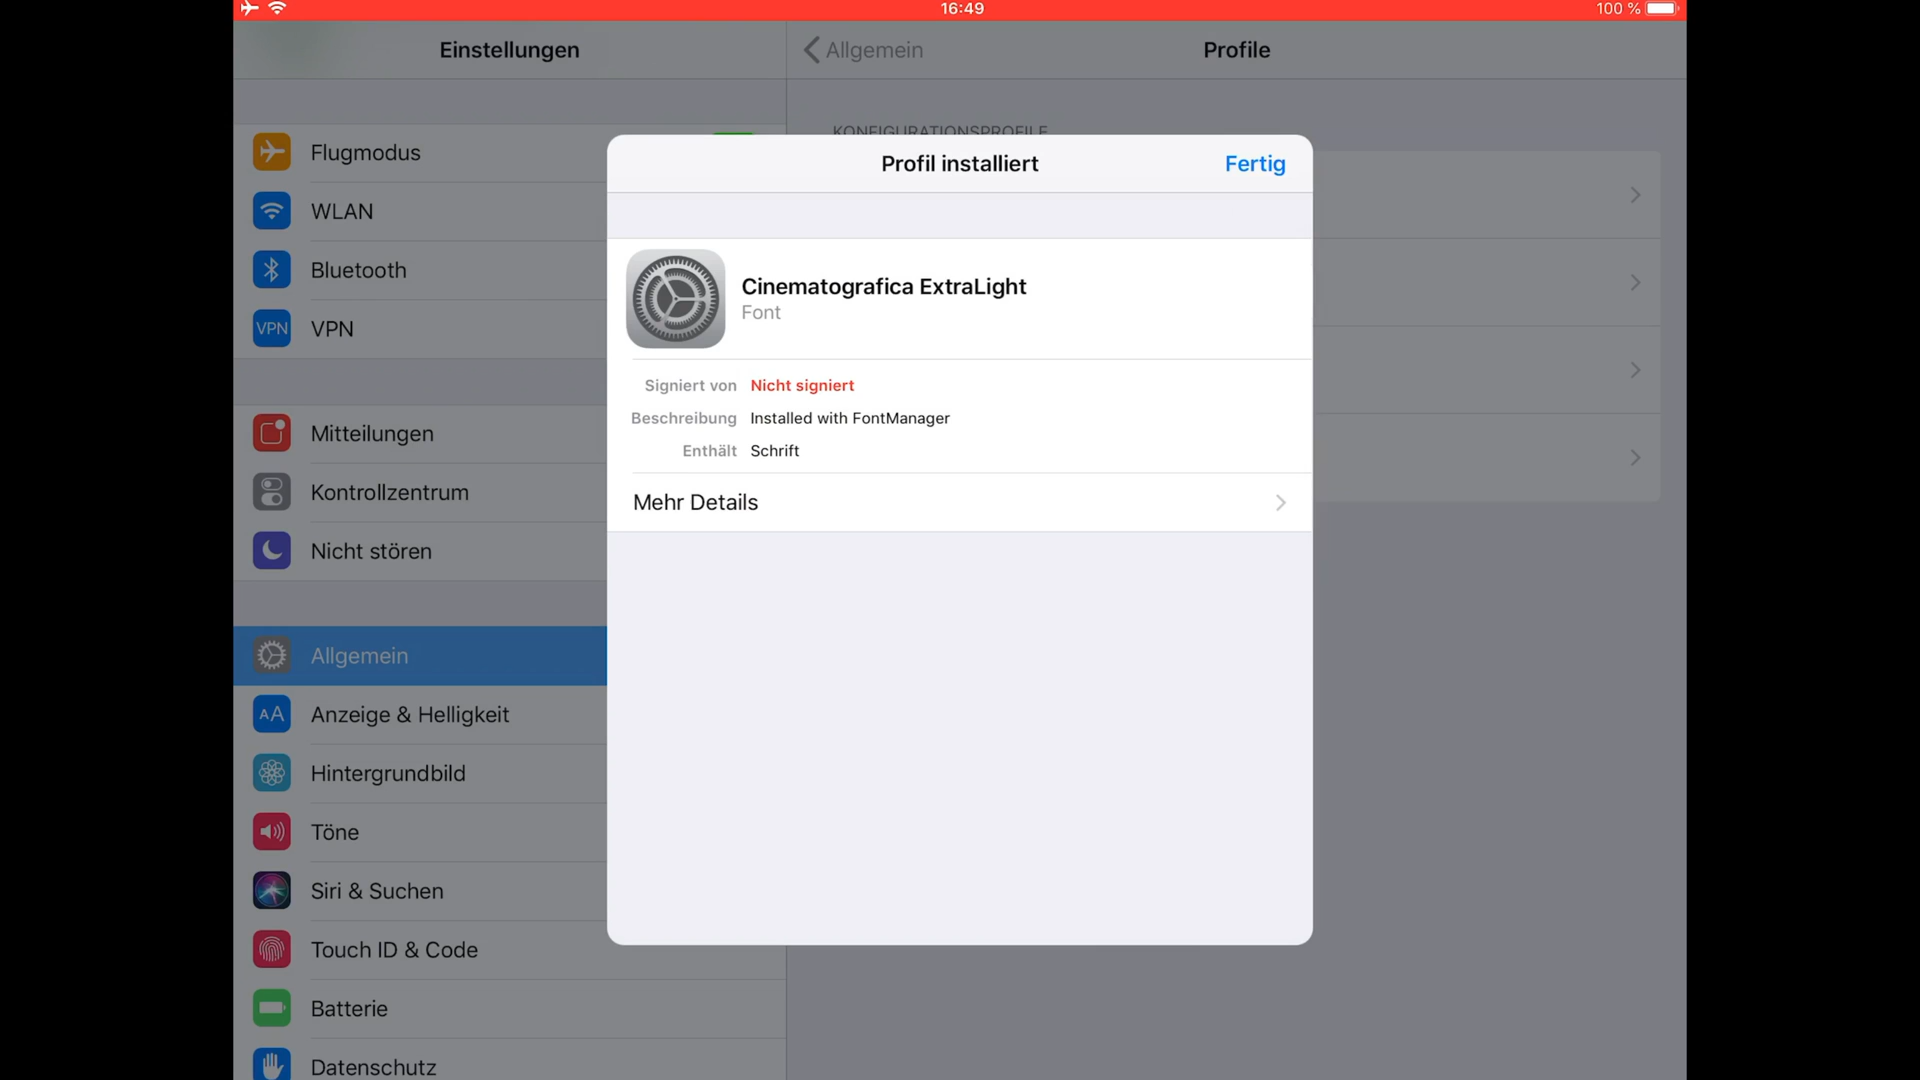 16:49
100 %
Einstellungen
Allgemein
Profile
KONFIGURATIONSPROFILE
Flugmodus
WLAN
Bluetooth
VPN
VPN
Mitteilungen
Kontrollzentrum
Nicht stören
Allgemein
AA
Anzeige & Helligkeit
Hintergrundbild
Töne
Siri & Suchen
Touch ID & Code
Batterie
Datenschutz
Profil installiert
Fertig
Cinematografica ExtraLight
Font
Signiert von Nicht signiert
Beschreibung Installed with FontManager
Enthält Schrift
Mehr Details